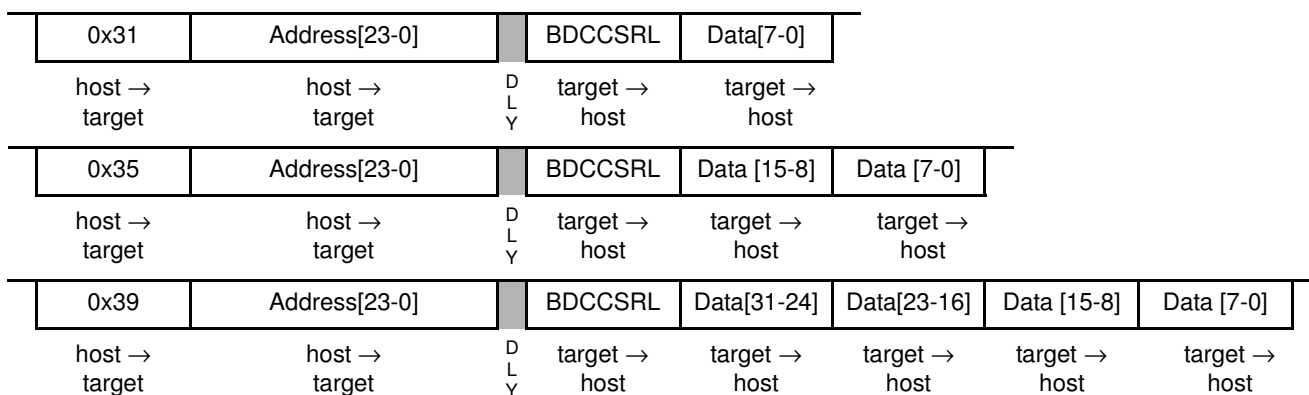 0x31 Address[23-0] BDCCSRL Data[7-0]
host → host → D target → target →
L
target target Y host host
0x35 Address[23-0] BDCCSRL Data [15-8] Data [7-0]
host → host → D target → target → target →
L
target target Y host host host
0x39 Address[23-0] BDCCSRL Data[31-24] Data[23-16] Data [15-8] Data [7-0]
host → host → D target → target → target → target → target →
L
target target Y host host host host host